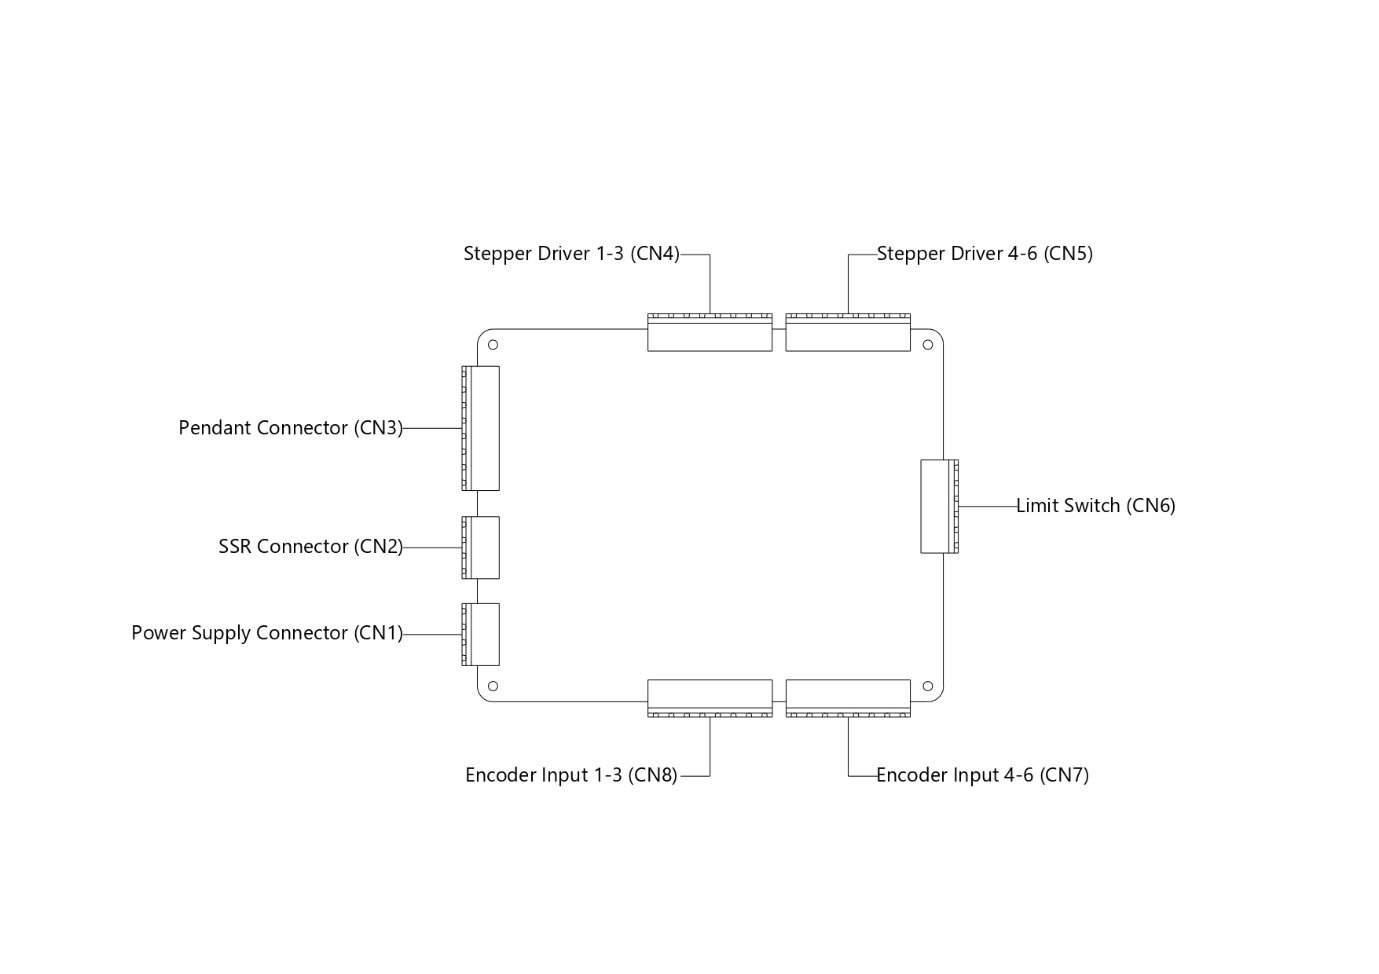 Stepper Driver 1-3 (CN4)
Stepper Driver 4-6 (CN5)
Pendant Connector (CN3)
Limit Switch (CN6)
SSR Connector (CN2)
Power Supply Connector (CN1)
Encoder Input 1-3 (CN8)
Encoder Input 4-6 (CN7)